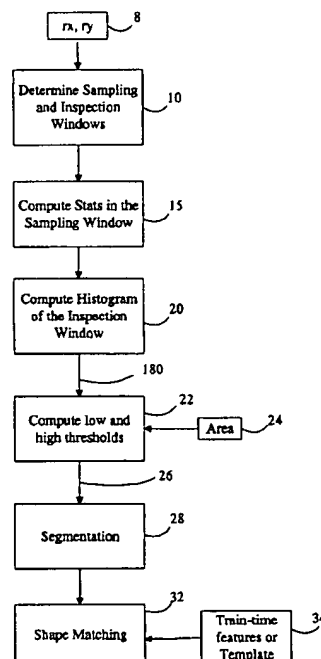 rx, ry
8
Determine Sampling
and Inspection
Windows
10
Compute Stats in the
Sampling Window
15
Compute Histogram
of the Inspection
Window
20
180
Compute low and
high thresholds
22
Area
24
26
Segmentation
28
Shape Matching
32
Train-time
features or
Template
34